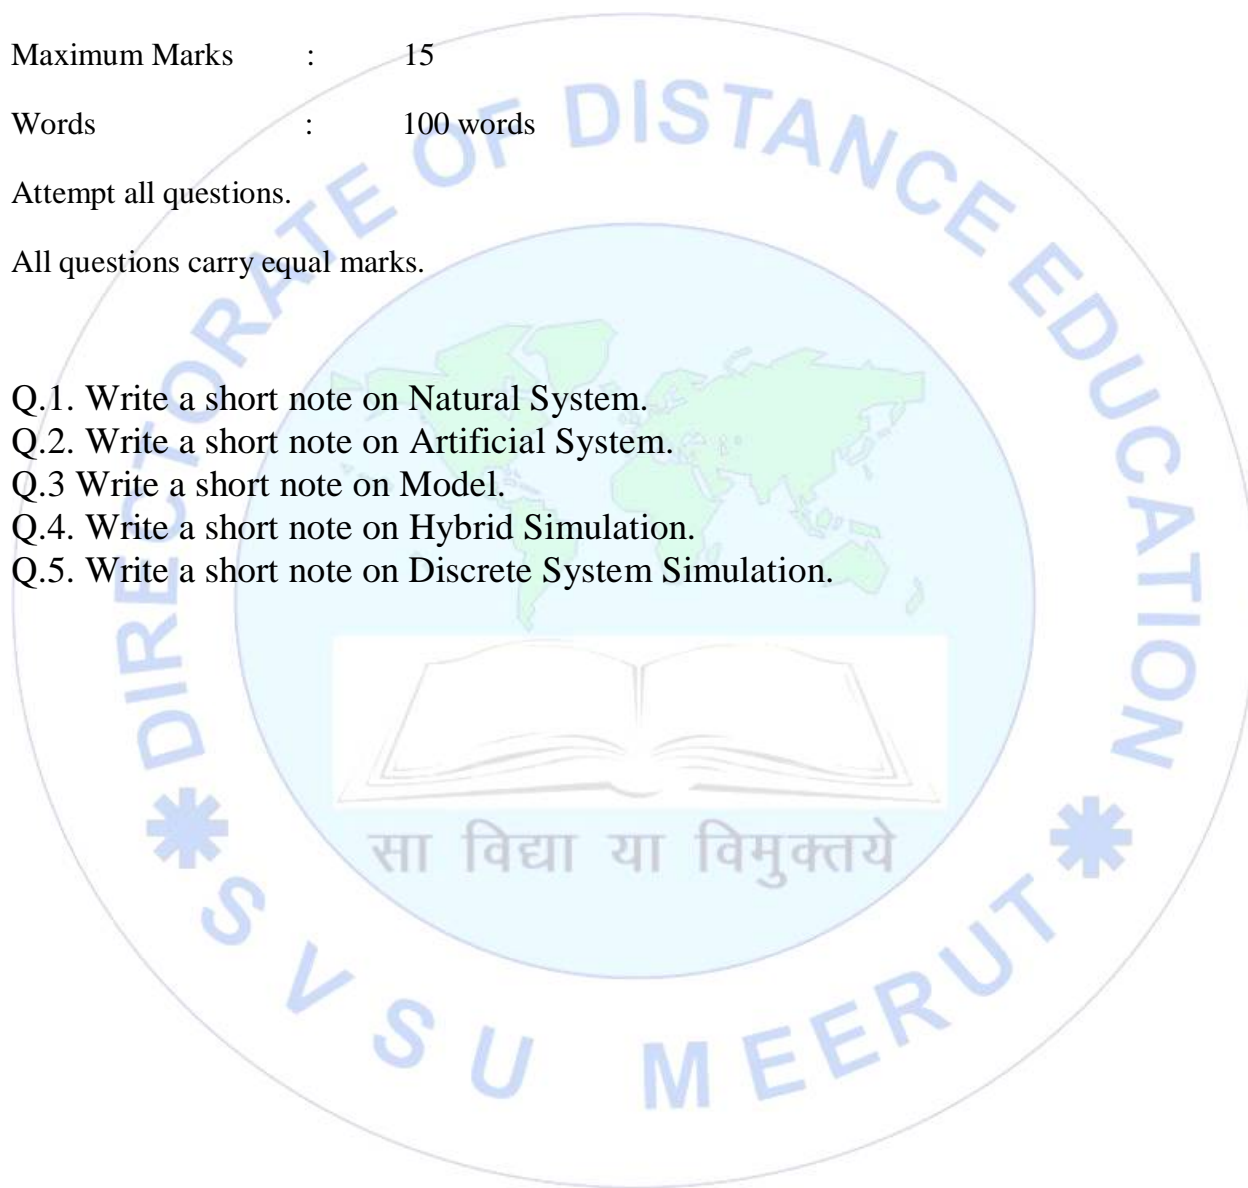 Maximum Marks : 15
Words : 100 words
Attempt all questions.
All questions carry equal marks.
Q.1. Write a short note on Natural System.
Q.2. Write a short note on Artificial System.
Q.3 Write a short note on Model.
Q.4. Write a short note on Hybrid Simulation.
Q.5. Write a short note on Discrete System Simulation.
DIRECTORATE OF DISTANCE EDUCATION
सा विद्या या विमुक्तये
SVSU MEERUT